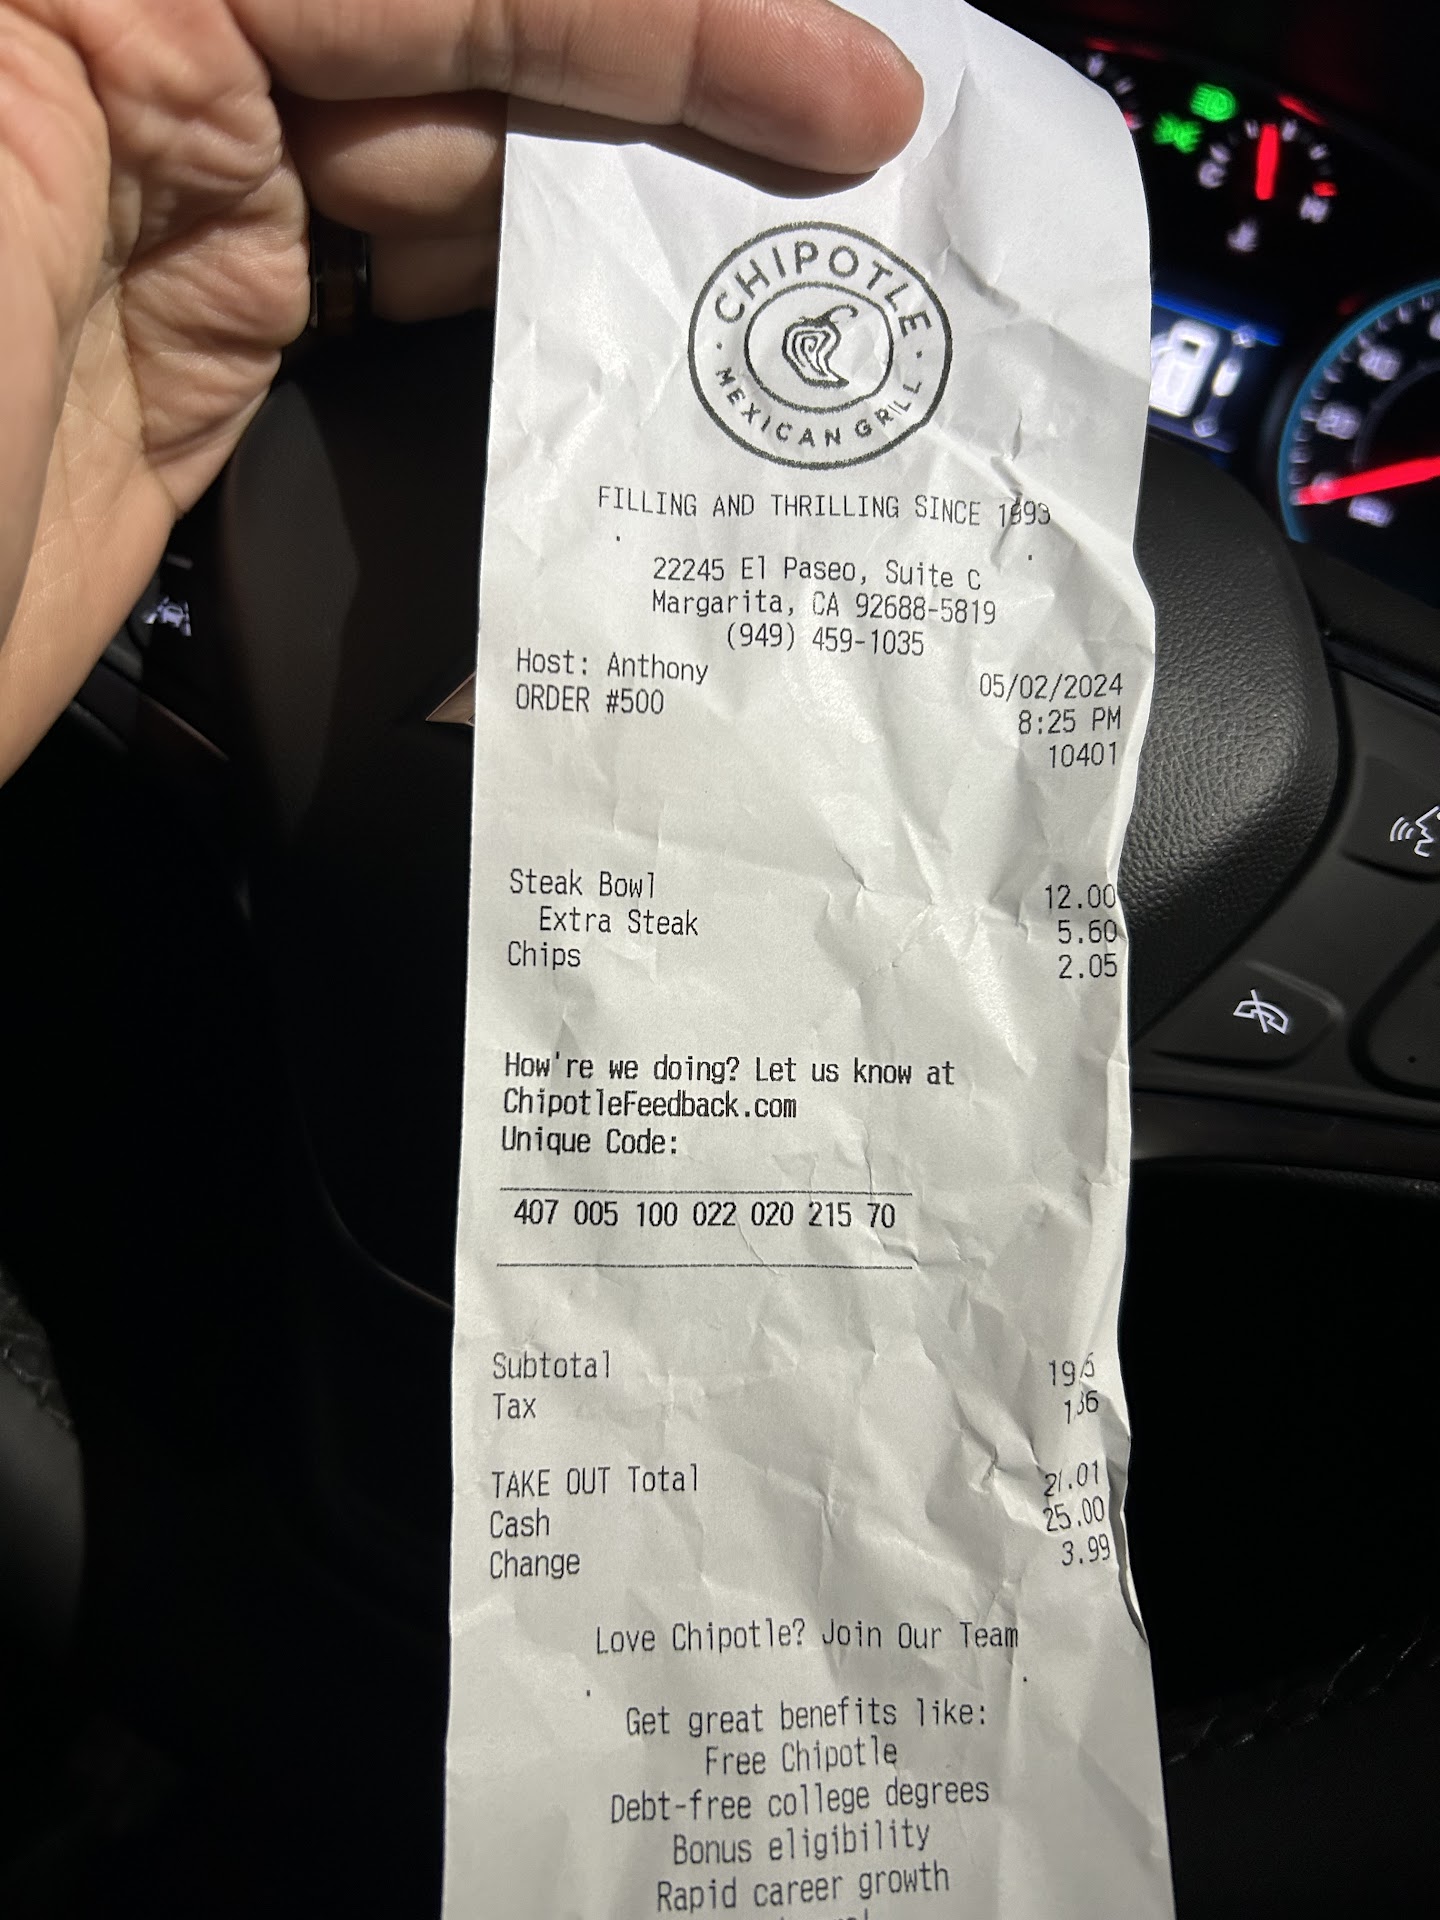 CHIPOTLE
MEXICAN GRILL
FILLING AND THRILLING SINCE 1993
22245 El Paseo, Suite C
Margarita, CA 92688-5819
(949) 459-1035
Host: Anthony 05/02/2024
ORDER #500 8:25 PM
10401
Steak Bowl 12.00
Extra Steak 5.60
Chips 2.05
How're we doing? Let us know at
ChipotleFeedback.com
Unique Code:
407 005 100 022 020 215 70
Subtotal
Tax
TAKE OUT Total 21.01
Cash 25.00
Change 3.99
Love Chipotle? Join Our Team
Get great benefits like:
Free Chipotle
Debt-free college degrees
Bonus eligibility
Rapid career growth